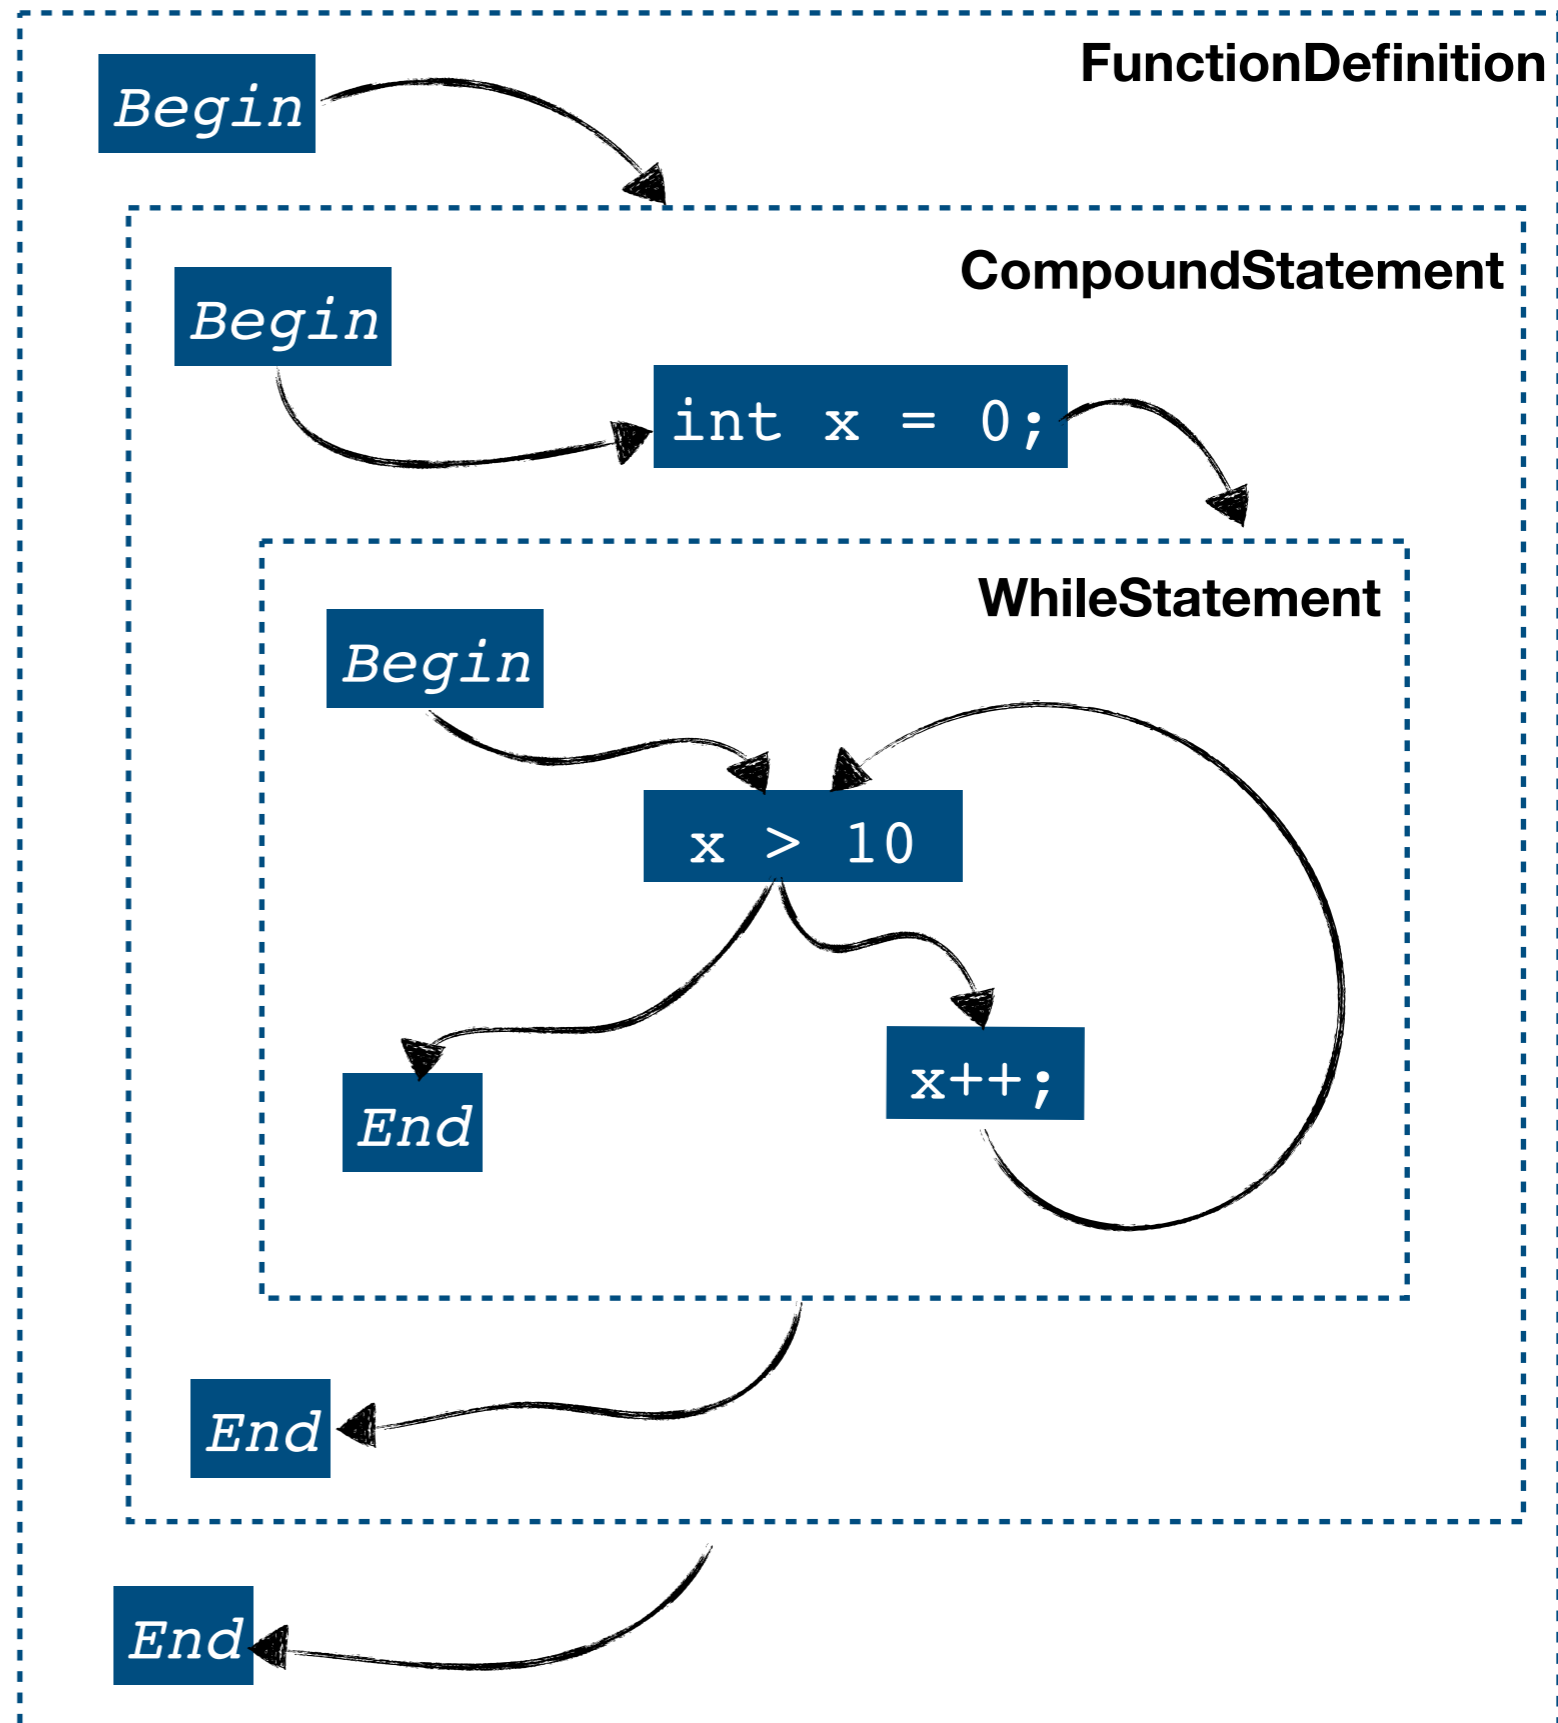 FunctionDefinition
Begin
CompoundStatement
Begin
int x = 0;
WhileStatement
Begin
x > 10
x++;
End
End
End